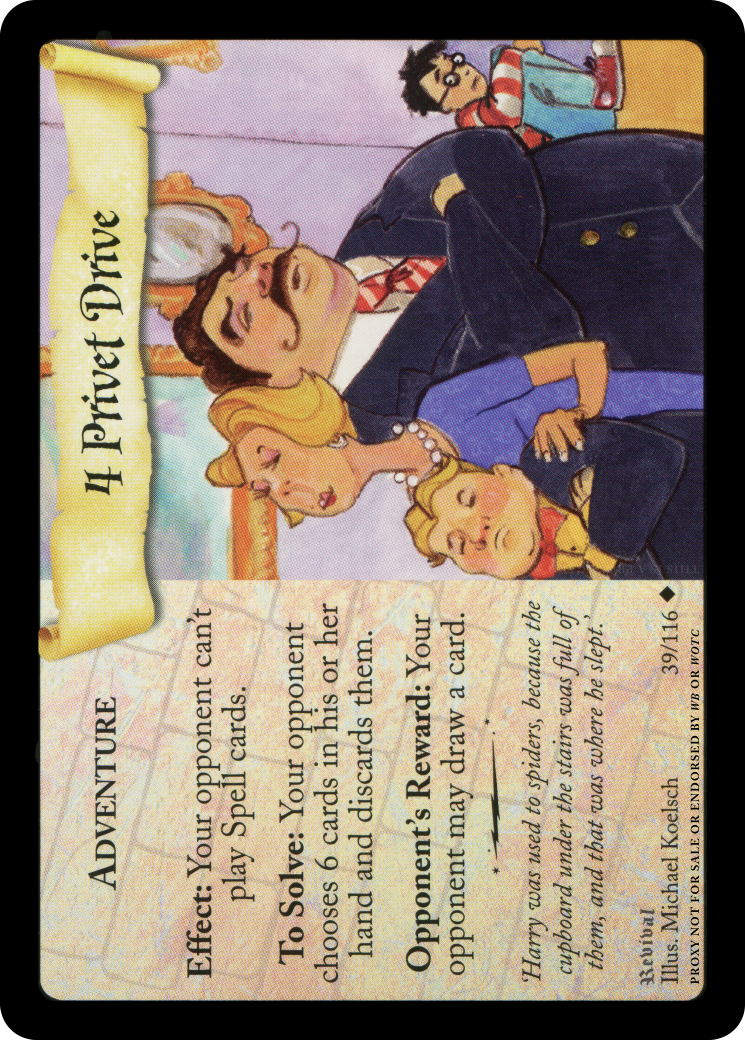 4 Privet Drive
ADVENTURE
Effect: Your opponent can't
play Spell cards.
To Solve: Your opponent
chooses 6 cards in his or her
hand and discards them.
Opponent's Reward: Your
opponent may draw a card.
'Harry was used to spiders, because the
cupboard under the stairs was full of
them, and that was where he slept.'
Revival
Illus. Michael Koelsch 39/116 ◆
PROXY NOT FOR SALE OR ENDORSED BY WB OR WOTC